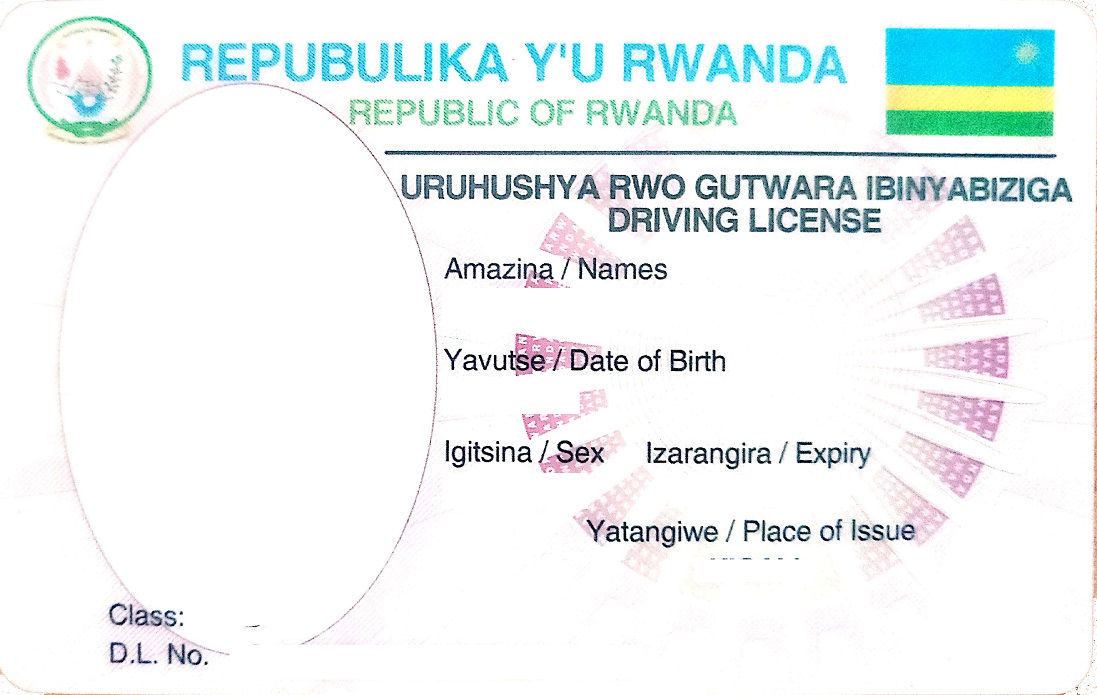 REPUBULIKA Y'U RWANDA
REPUBLIC OF RWANDA
URUHUSHYA RWO GUTWARA IBINYABIZIGA
DRIVING LICENSE
Amazina / Names
Yavutse / Date of Birth
Igitsina / Sex Izarangira / Expiry
Yatangiwe / Place of Issue
Class:
D.L. No.